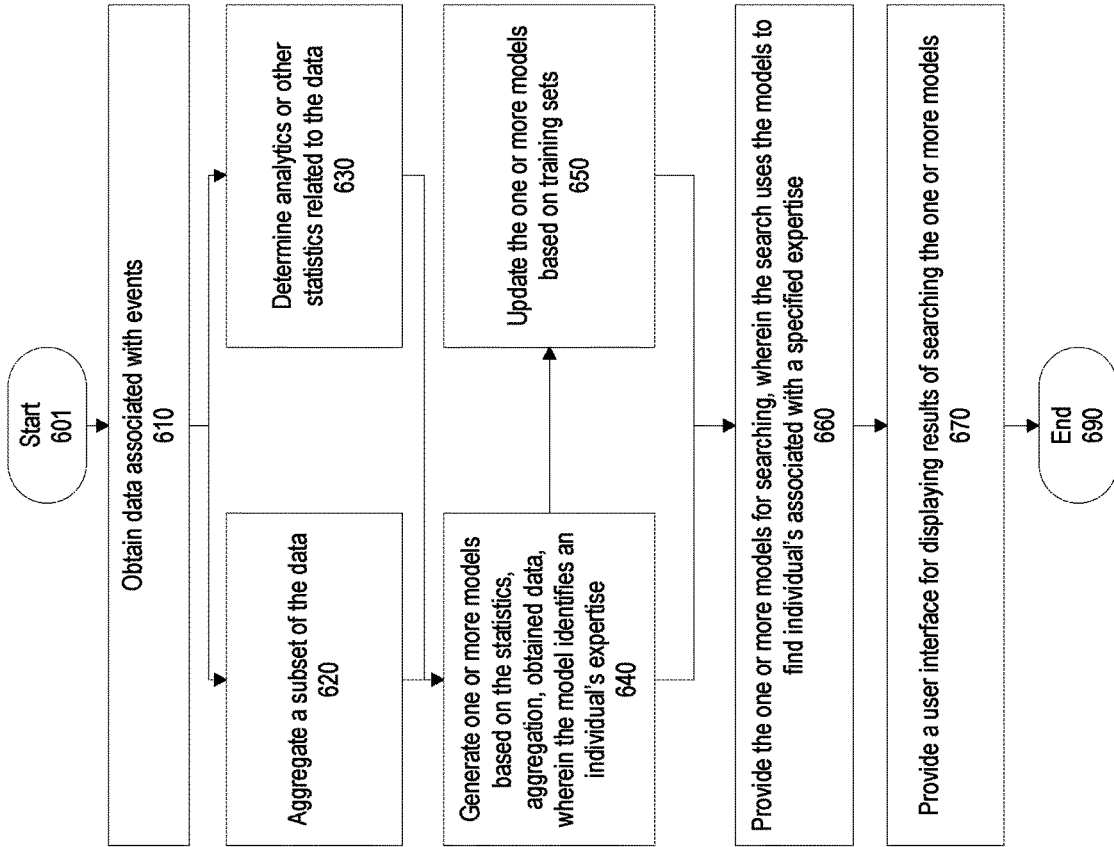 Start
601
Obtain data associated with events
610
Aggregate a subset of the data
620
Determine analytics or other
statistics related to the data
630
Generate one or more models
based on the statistics,
aggregation, obtained data,
wherein the model identifies an
individual's expertise
640
Update the one or more models
based on training sets
650
Provide the one or more models for searching, wherein the search uses the models to
find individual's associated with a specified expertise
660
Provide a user interface for displaying results of searching the one or more models
670
End
690